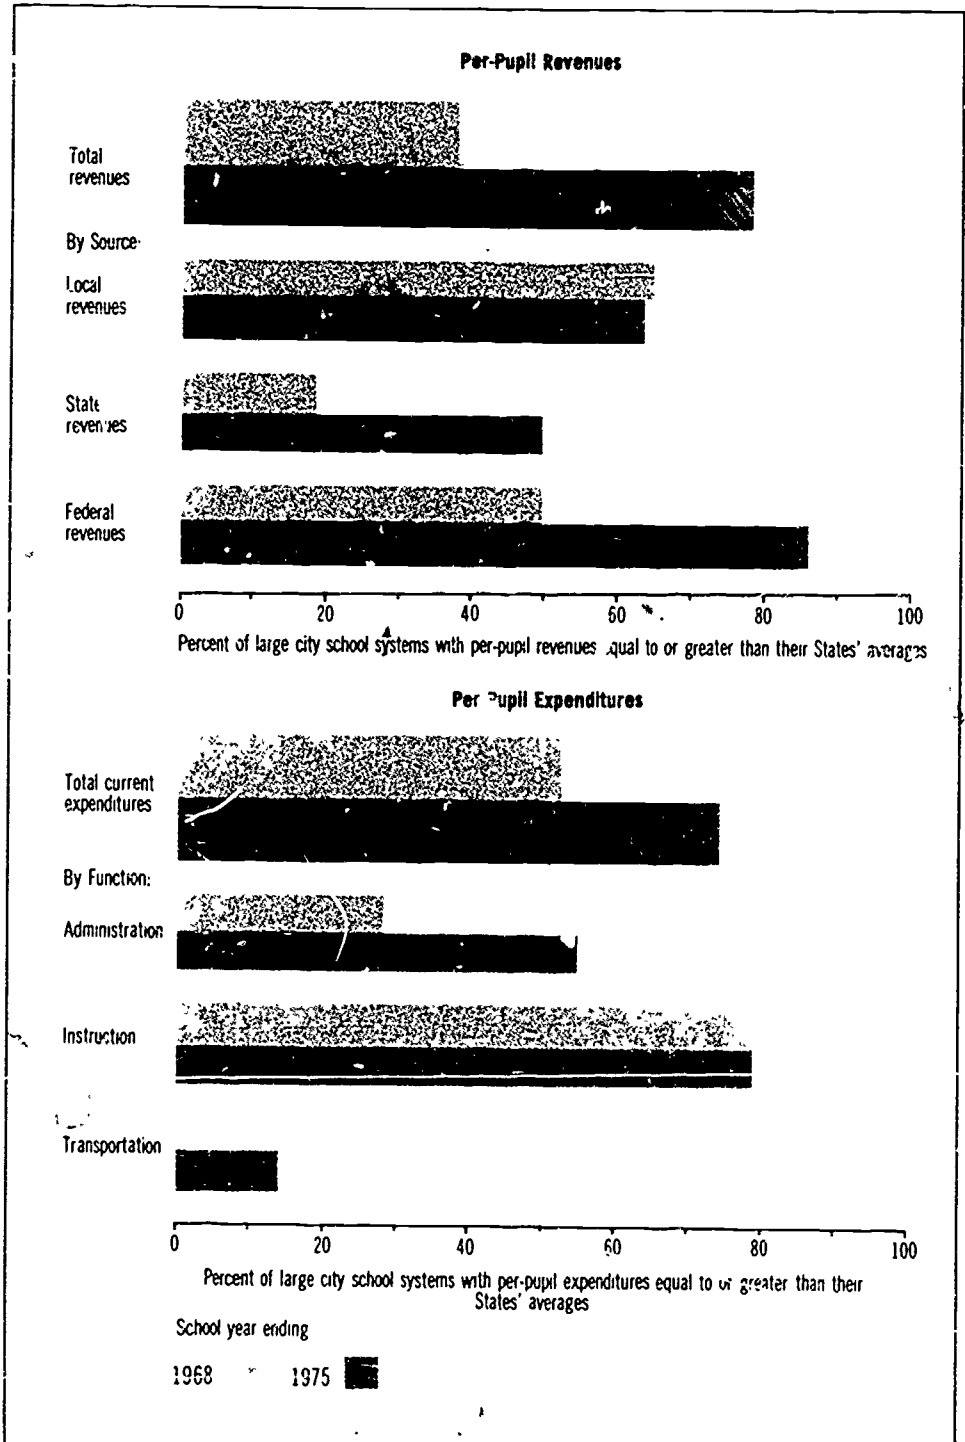 Per-Pupil Revenues
Total
revenues
By Source:
Local
revenues
State
revenues
Federal
revenues
0 20 40 60 80 100
Percent of large city school systems with per-pupil revenues equal to or greater than their States' averages
Per Pupil Expenditures
Total current
expenditures
By Function:
Administration
Instruction
Transportation
0 20 40 60 80 100
Percent of large city school systems with per-pupil expenditures equal to or greater than their
States' averages
School year ending
1968 1975